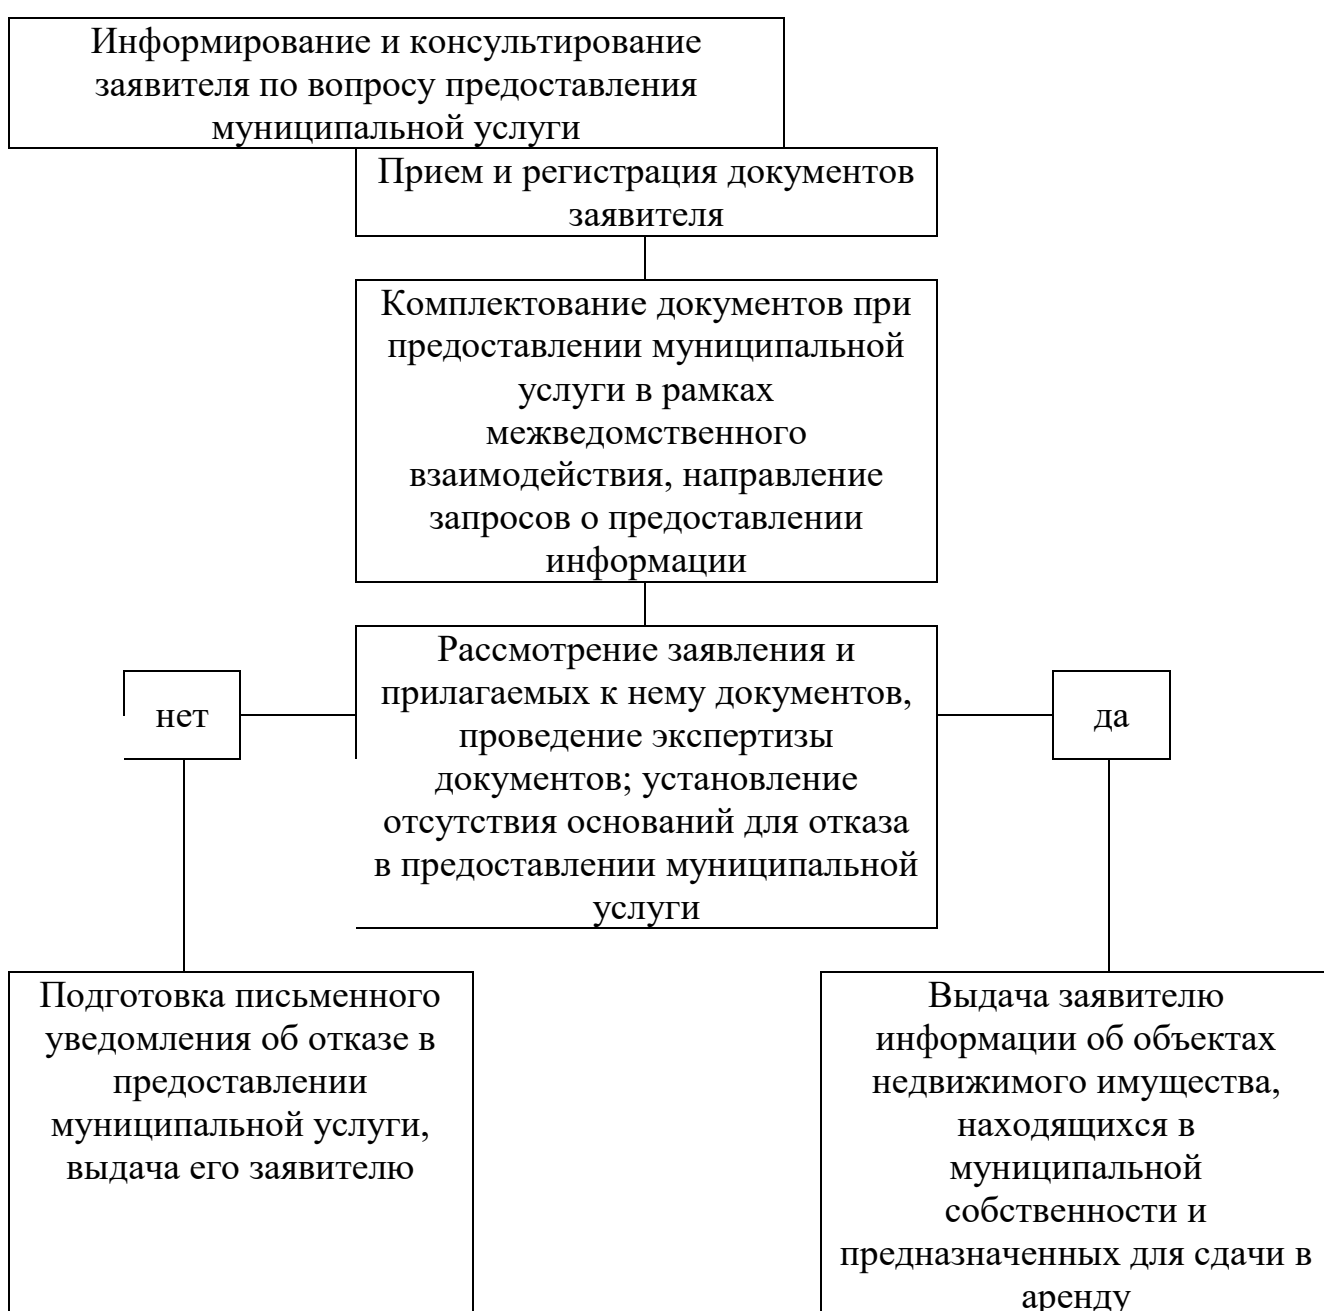 Информирование и консультирование
заявителя по вопросу предоставления
муниципальной услуги
Прием и регистрация документов
заявителя
Комплектование документов при
предоставлении муниципальной
услуги в рамках
межведомственного
взаимодействия, направление
запросов о предоставлении
информации
Рассмотрение заявления и
прилагаемых к нему документов,
проведение экспертизы
документов; установление
отсутствия оснований для отказа
в предоставлении муниципальной
услуги
нет
да
Подготовка письменного
уведомления об отказе в
предоставлении
муниципальной услуги,
выдача его заявителю
Выдача заявителю
информации об объектах
недвижимого имущества,
находящихся в
муниципальной
собственности и
предназначенных для сдачи в
аренду